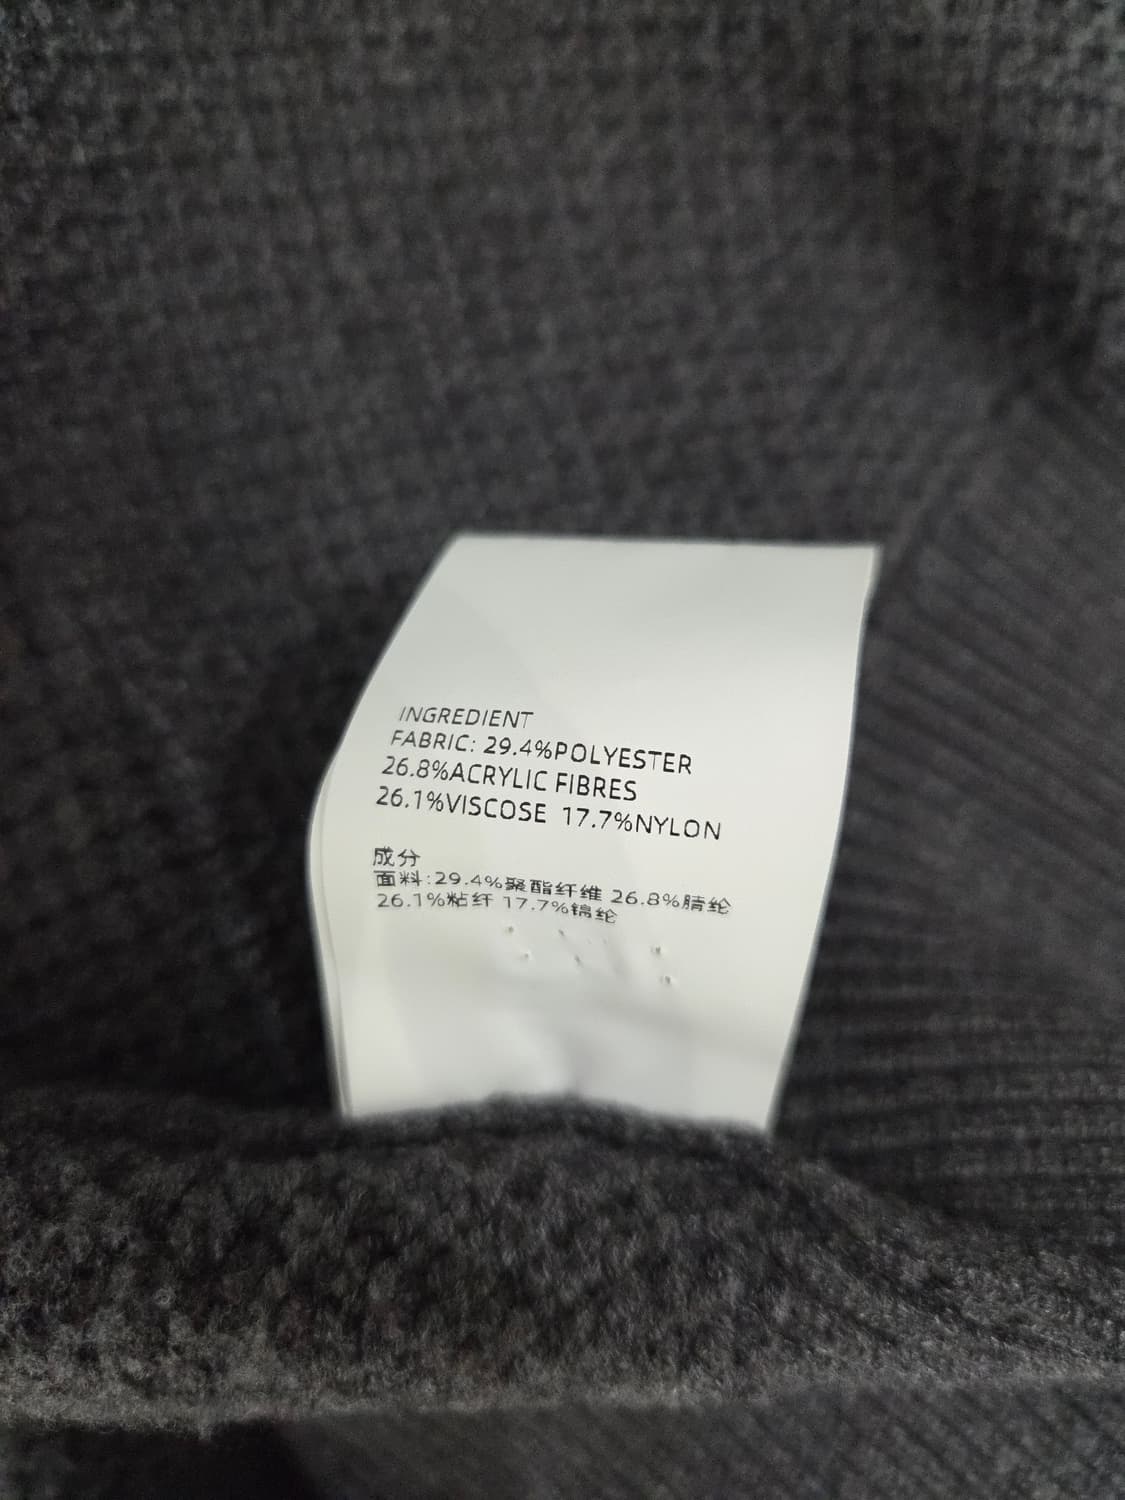 INGREDIENT
FABRIC: 29.4%POLYESTER
26.8%ACRYLIC FIBRES
26.1%VISCOSE 17.7%NYLON
成分
面料:29.4%聚酯纤维 26.8%腈纶
26.1%粘纤 17.7%锦纶